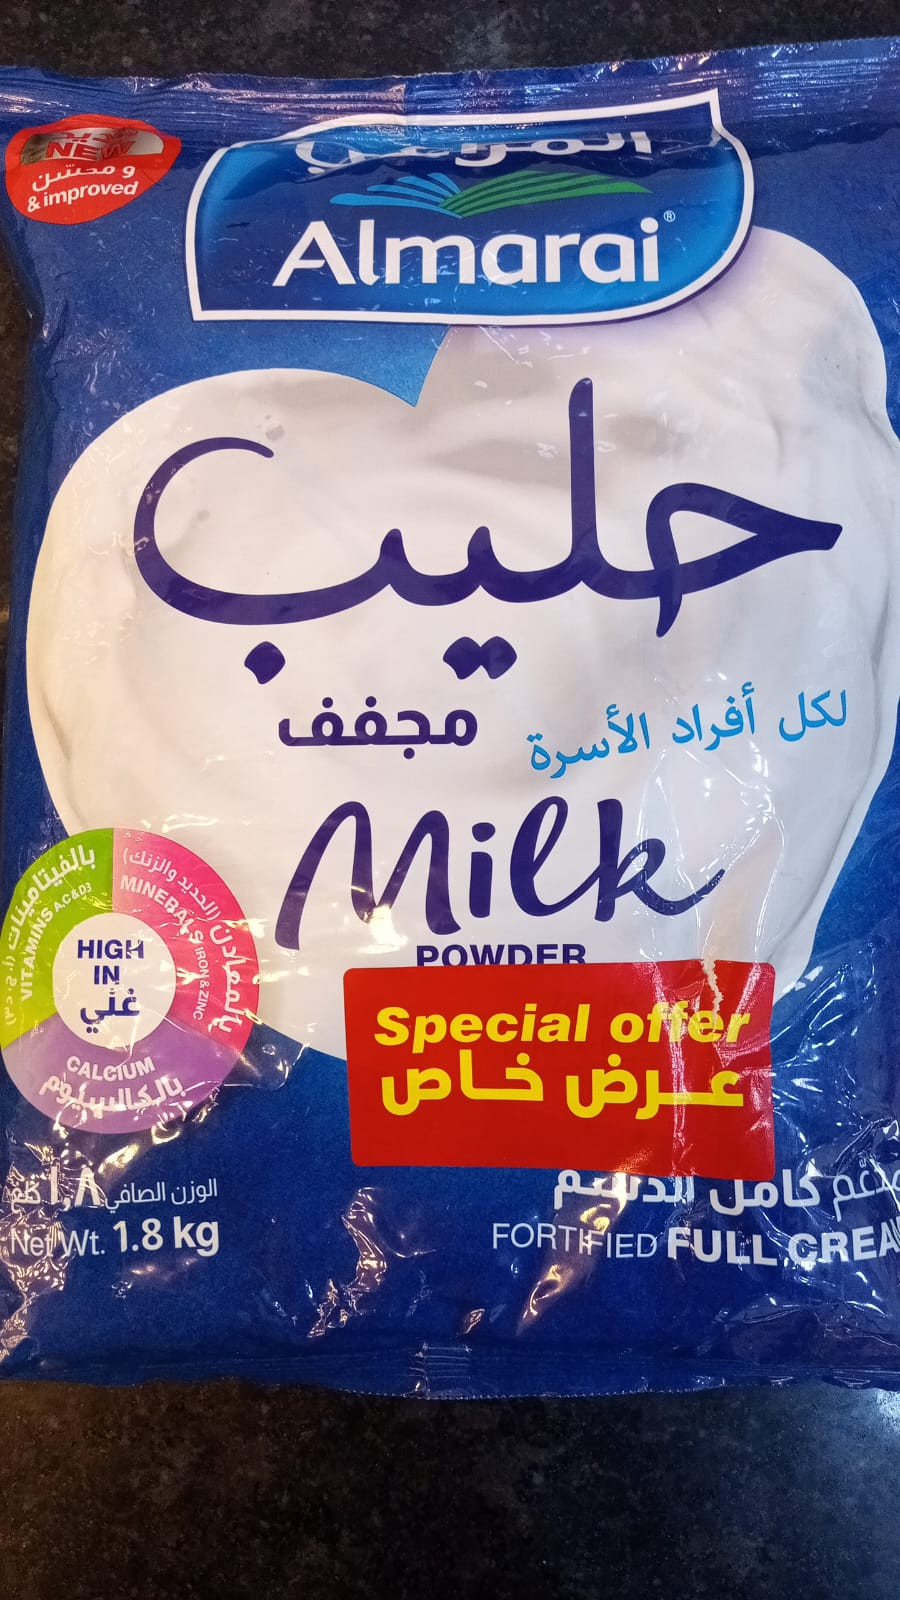 NEW
و محسّن
& improved
المراعي
Almarai®
حليب
مجفف
لكل أفراد الأسرة
Milk
POWDER
بالفيتامينات (أ، ج، د٣)
VITAMINS A,C&D3
بالمعادن (الحديد والزنك)
MINERALS IRON & ZINC
HIGH
IN
غني
CALCIUM
بالكالسيوم
Special offer
عرض خاص
الوزن الصافي ١,٨ كغ
Net Wt. 1.8 kg
كامل الدسم
FORTIFIED FULL